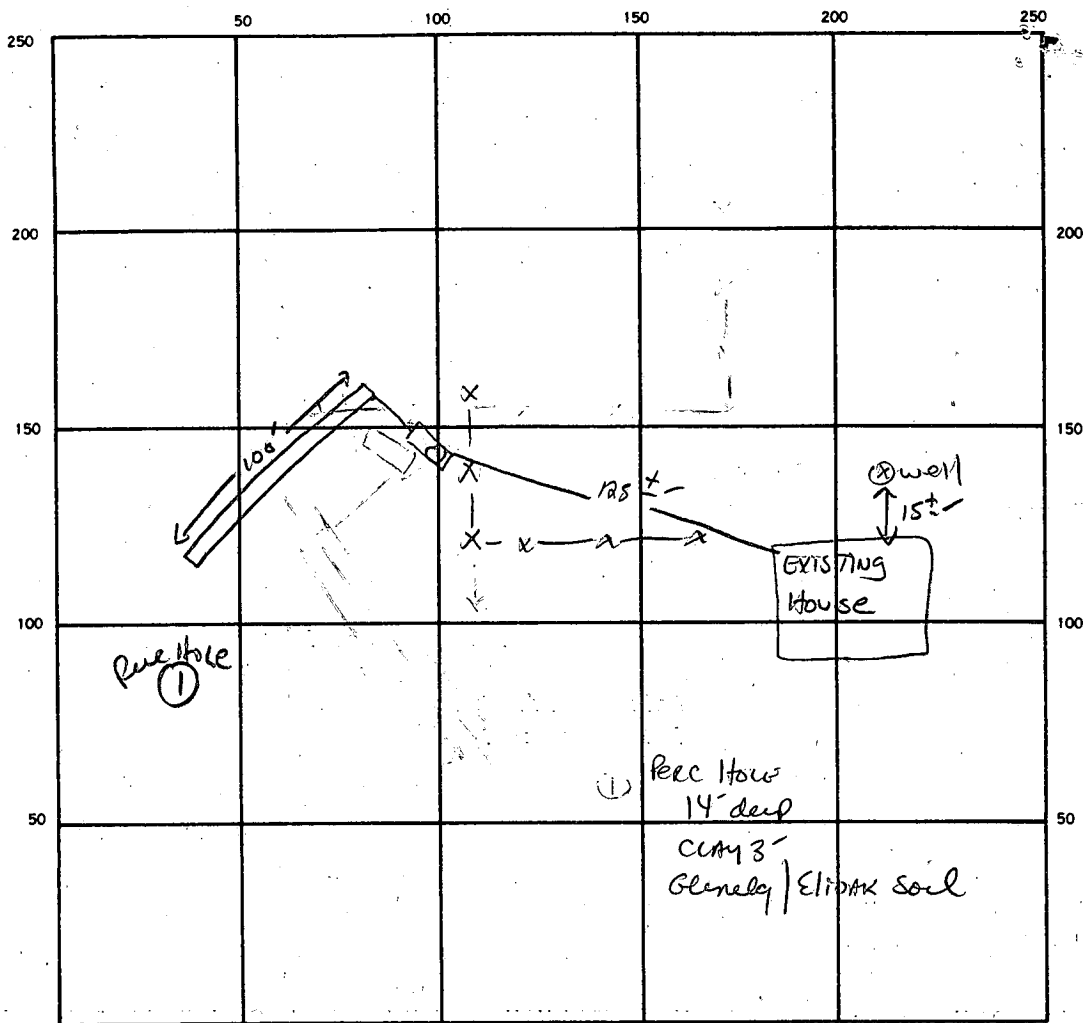 50 100 150 200 250
250
200 200
150 150
100'
125 ±
X well
15 ±
EXISTING
House
100 100
Perc Hole
1
1 Perc Hole
14' deep
50 50
CLAY 3'
Glenelg / Elioak Soil